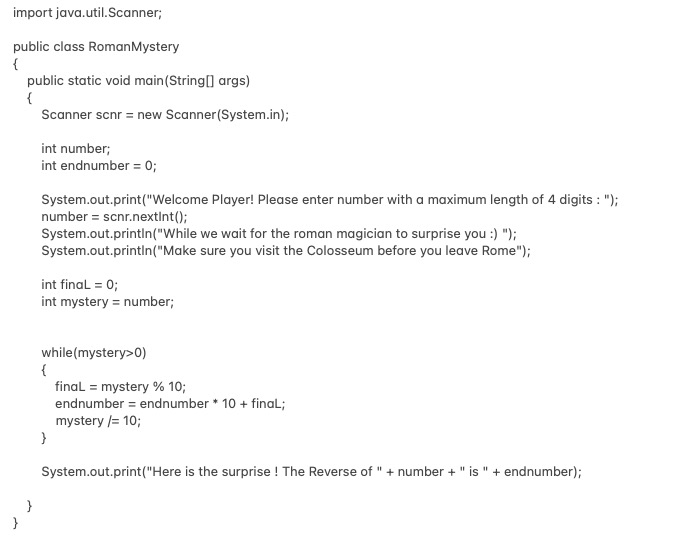 import java.util.Scanner;
public class RomanMystery
{
public static void main(String[] args)
{
Scanner scnr = new Scanner(System.in);
int number;
int endnumber = 0;
System.out.print("Welcome Player! Please enter number with a maximum length of 4 digits : ");
number = scnr.nextInt();
System.out.println("While we wait for the roman magician to surprise you :) ");
System.out.println("Make sure you visit the Colosseum before you leave Rome");
int finaL = 0;
int mystery = number;
while(mystery>0)
{
finaL = mystery % 10;
endnumber = endnumber * 10 + finaL;
mystery /= 10;
}
System.out.print("Here is the surprise ! The Reverse of " + number + " is " + endnumber);
}
}